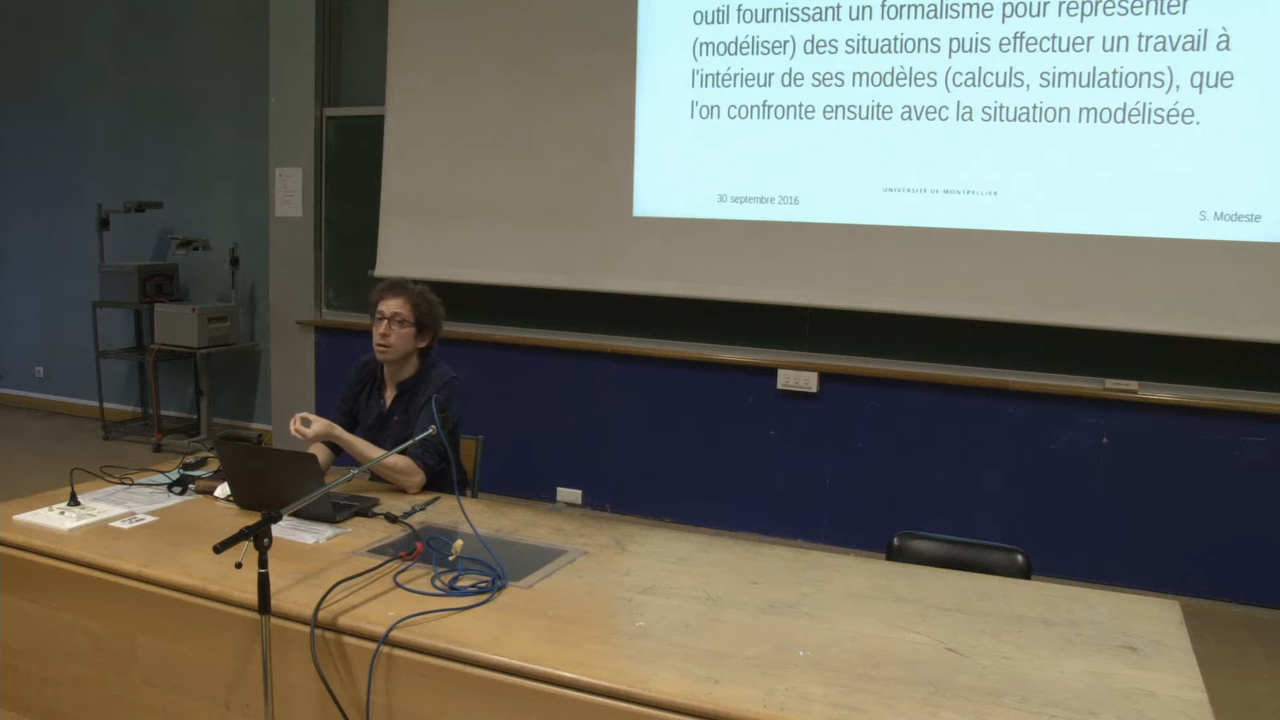 outil fournissant un formalisme pour représenter
(modéliser) des situations puis effectuer un travail à
l'intérieur de ses modèles (calculs, simulations), que
l'on confronte ensuite avec la situation modélisée.
30 septembre 2016
UNIVERSITÉ DE MONTPELLIER
S. Modeste